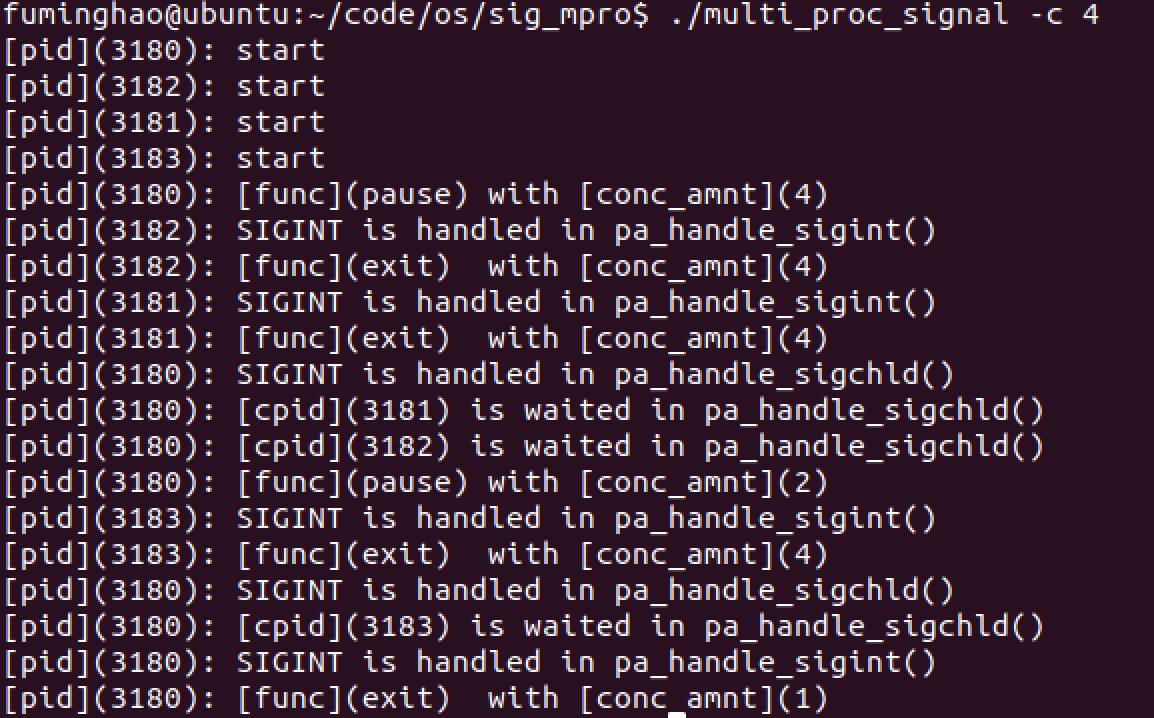 fuminghao@ubuntu:~/code/os/sig_mpro$ ./multi_proc_signal -c 4
[pid](3180): start
[pid](3182): start
[pid](3181): start
[pid](3183): start
[pid](3180): [func](pause) with [conc_amnt](4)
[pid](3182): SIGINT is handled in pa_handle_sigint()
[pid](3182): [func](exit)  with [conc_amnt](4)
[pid](3181): SIGINT is handled in pa_handle_sigint()
[pid](3181): [func](exit)  with [conc_amnt](4)
[pid](3180): SIGINT is handled in pa_handle_sigchld()
[pid](3180): [cpid](3181) is waited in pa_handle_sigchld()
[pid](3180): [cpid](3182) is waited in pa_handle_sigchld()
[pid](3180): [func](pause) with [conc_amnt](2)
[pid](3183): SIGINT is handled in pa_handle_sigint()
[pid](3183): [func](exit)  with [conc_amnt](4)
[pid](3180): SIGINT is handled in pa_handle_sigchld()
[pid](3180): [cpid](3183) is waited in pa_handle_sigchld()
[pid](3180): SIGINT is handled in pa_handle_sigint()
[pid](3180): [func](exit)  with [conc_amnt](1)